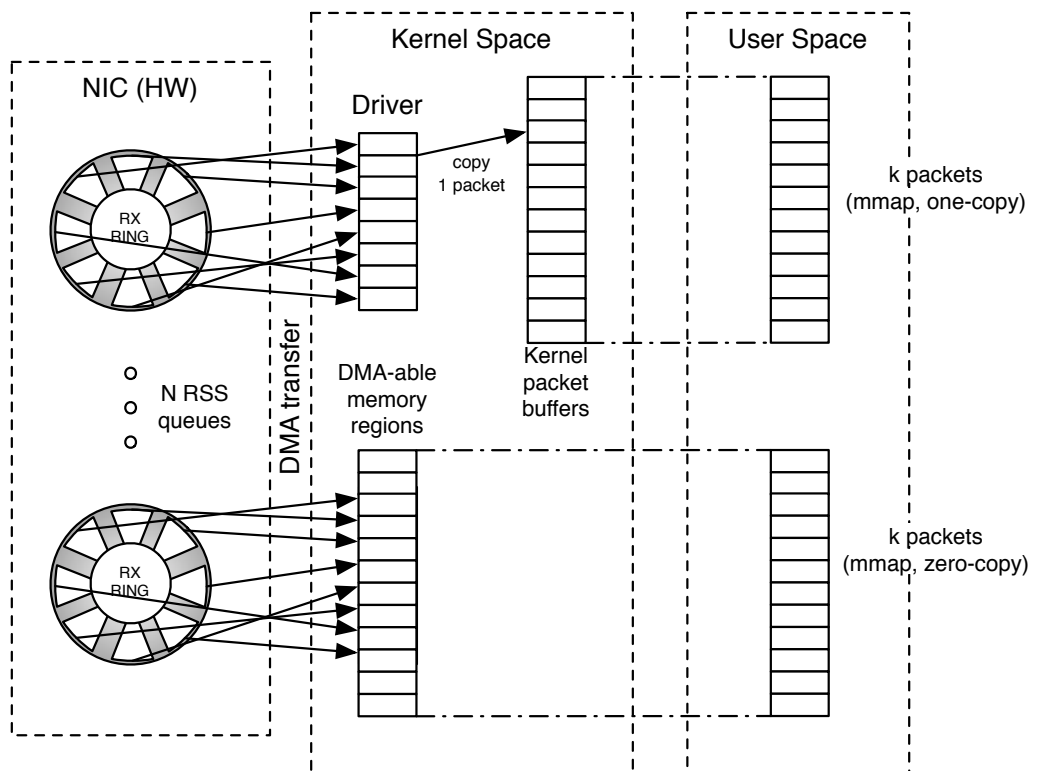 Kernel Space
User Space
NIC (HW)
Driver
copy
1 packet
k packets
(mmap, one-copy)
RX
RING
DMA transfer
Kernel
packet
buffers
N RSS
queues
DMA-able
memory
regions
k packets
(mmap, zero-copy)
RX
RING